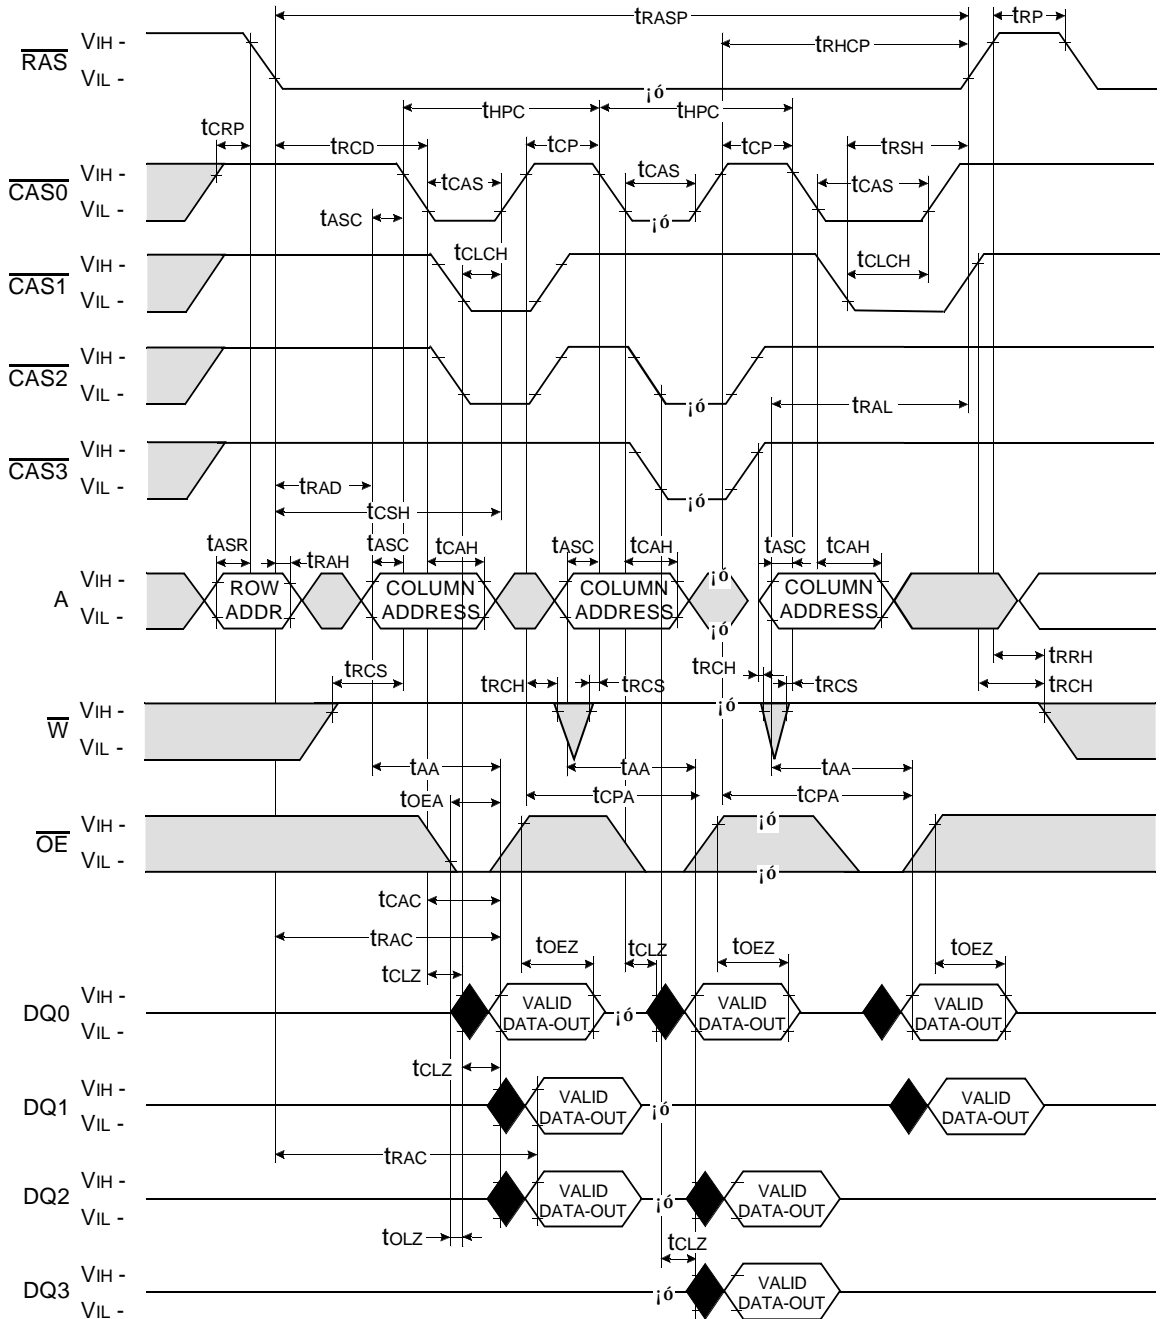 tRASP
tRP
RAS
VIH -
VIL -
tRHCP
¡ó
tHPC
tHPC
tCRP
tRCD
tCP
tCP
tRSH
CAS0
VIH -
VIL -
tCAS
tCAS
tCAS
tASC
¡ó
CAS1
VIH -
VIL -
tCLCH
tCLCH
CAS2
VIH -
VIL -
¡ó
tRAL
CAS3
VIH -
VIL -
tRAD
¡ó
tCSH
tASR
tRAH
tASC
tCAH
tASC
tCAH
tASC
tCAH
A
VIH -
VIL -
ROW
ADDR
COLUMN
ADDRESS
COLUMN
ADDRESS
¡ó
¡ó
COLUMN
ADDRESS
tRRH
tRCS
tRCH
tRCS
tRCH
tRCS
tRCH
W
VIH -
VIL -
¡ó
tAA
tAA
tAA
tOEA
tCPA
tCPA
OE
VIH -
VIL -
¡ó
¡ó
tCAC
tRAC
tOEZ
tCLZ
tOEZ
tOEZ
tCLZ
DQ0
VIH -
VIL -
VALID
DATA-OUT
¡ó
VALID
DATA-OUT
VALID
DATA-OUT
tCLZ
DQ1
VIH -
VIL -
VALID
DATA-OUT
¡ó
VALID
DATA-OUT
tRAC
DQ2
VIH -
VIL -
VALID
DATA-OUT
¡ó
VALID
DATA-OUT
tOLZ
tCLZ
DQ3
VIH -
VIL -
¡ó
VALID
DATA-OUT